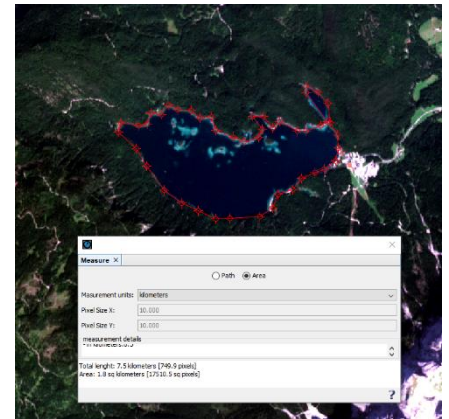 Measure ×
Path Area
Masurement units: kilometers
Pixel Size X: 10.000
Pixel Size Y: 10.000
measurement details
Total lenght: 7.5 kilometers [749.9 pixels]
Area: 1.8 sq kilometers [17510.5 sq pixels]
?